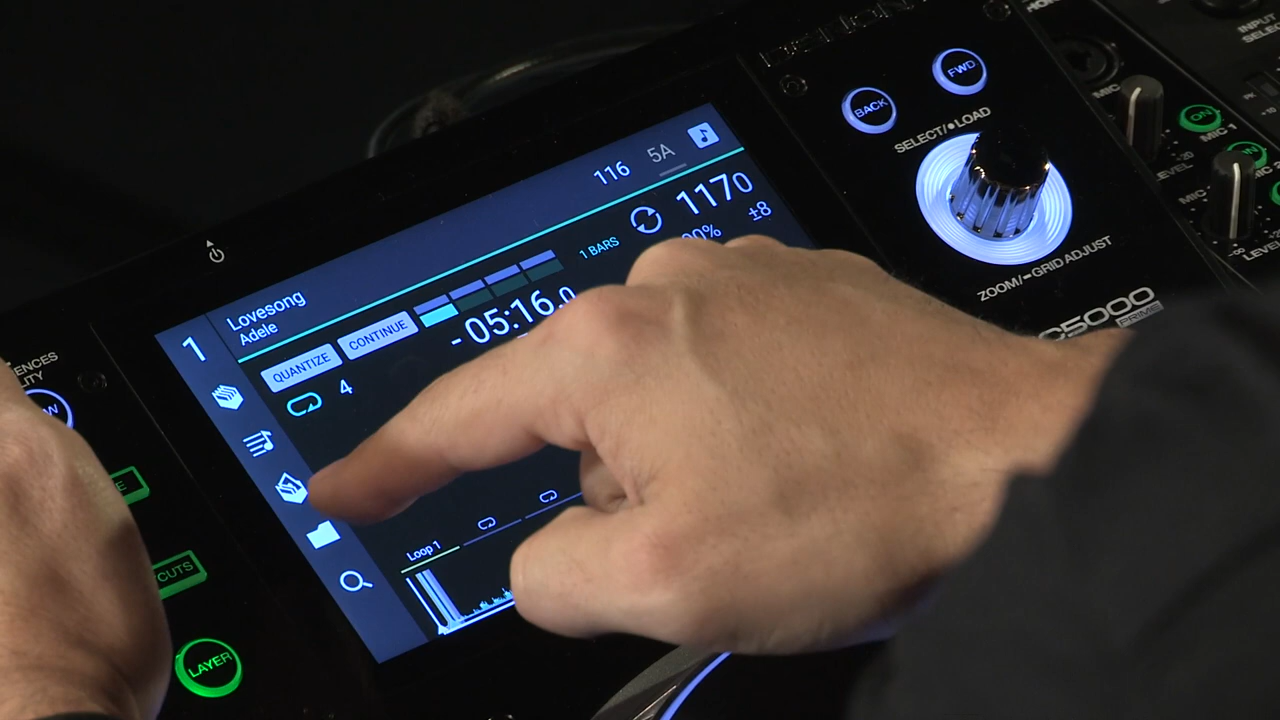 DENON
BACK
FWD
SELECT/•LOAD
ZOOM/–GRID ADJUST
C5000
PRIME
MIC
ON
MIC 1
LEVEL
116
5A
1170
±8
1 BARS
Lovesong
Adele
1
QUANTIZE
CONTINUE
- 05:16.0
4
Loop 1
CUTS
LAYER